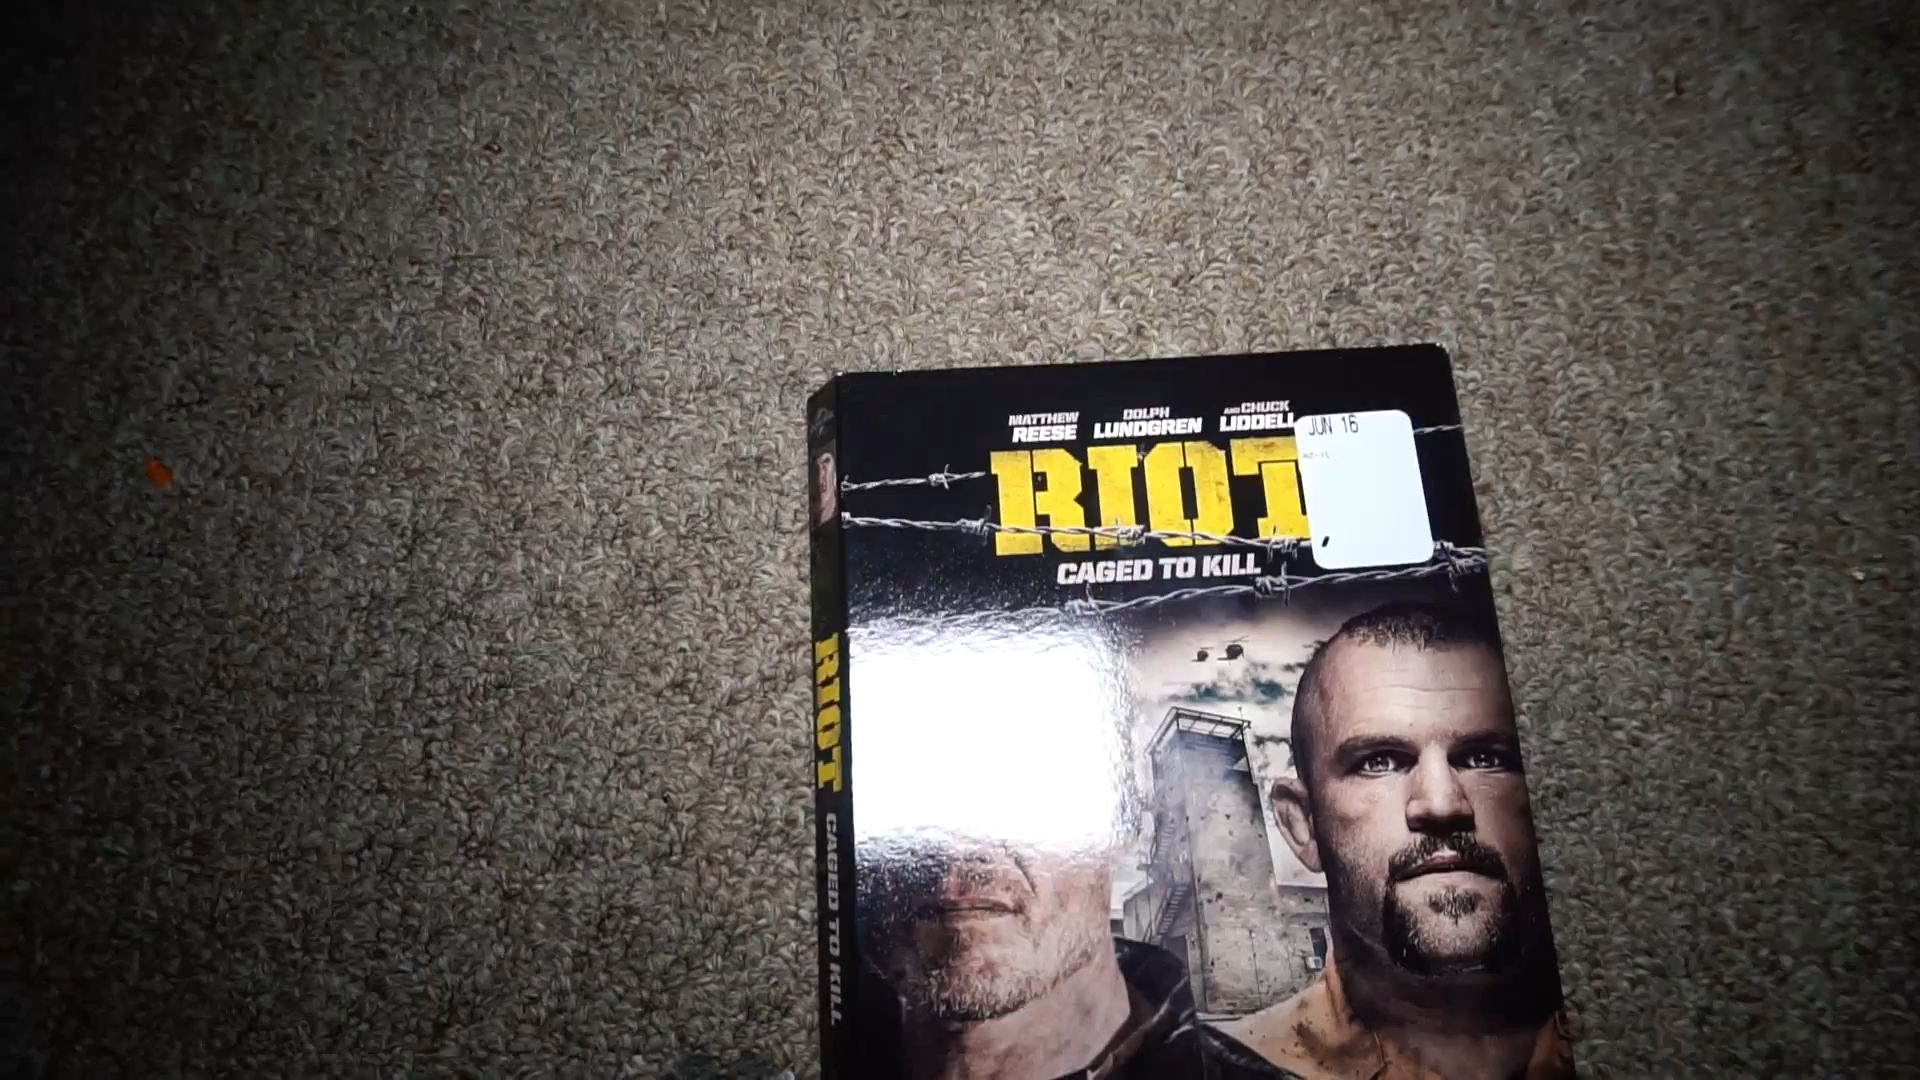 MATTHEW REESE
DOLPH LUNDGREN
AND CHUCK LIDDELL
RIOT
JUN 16
CAGED TO KILL
RIOT CAGED TO KILL